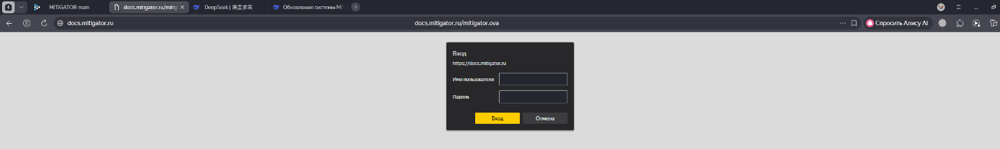 4
MITIGATOR main
docs.mitigator.ru/mitig
DeepSeek | 深度求索
Обновление системы MIT
docs.mitigator.ru
docs.mitigator.ru/mitigator.ova
Спросить Алису AI
Вход
https://docs.mitigator.ru
Имя пользователя
Пароль
Вход
Отмена